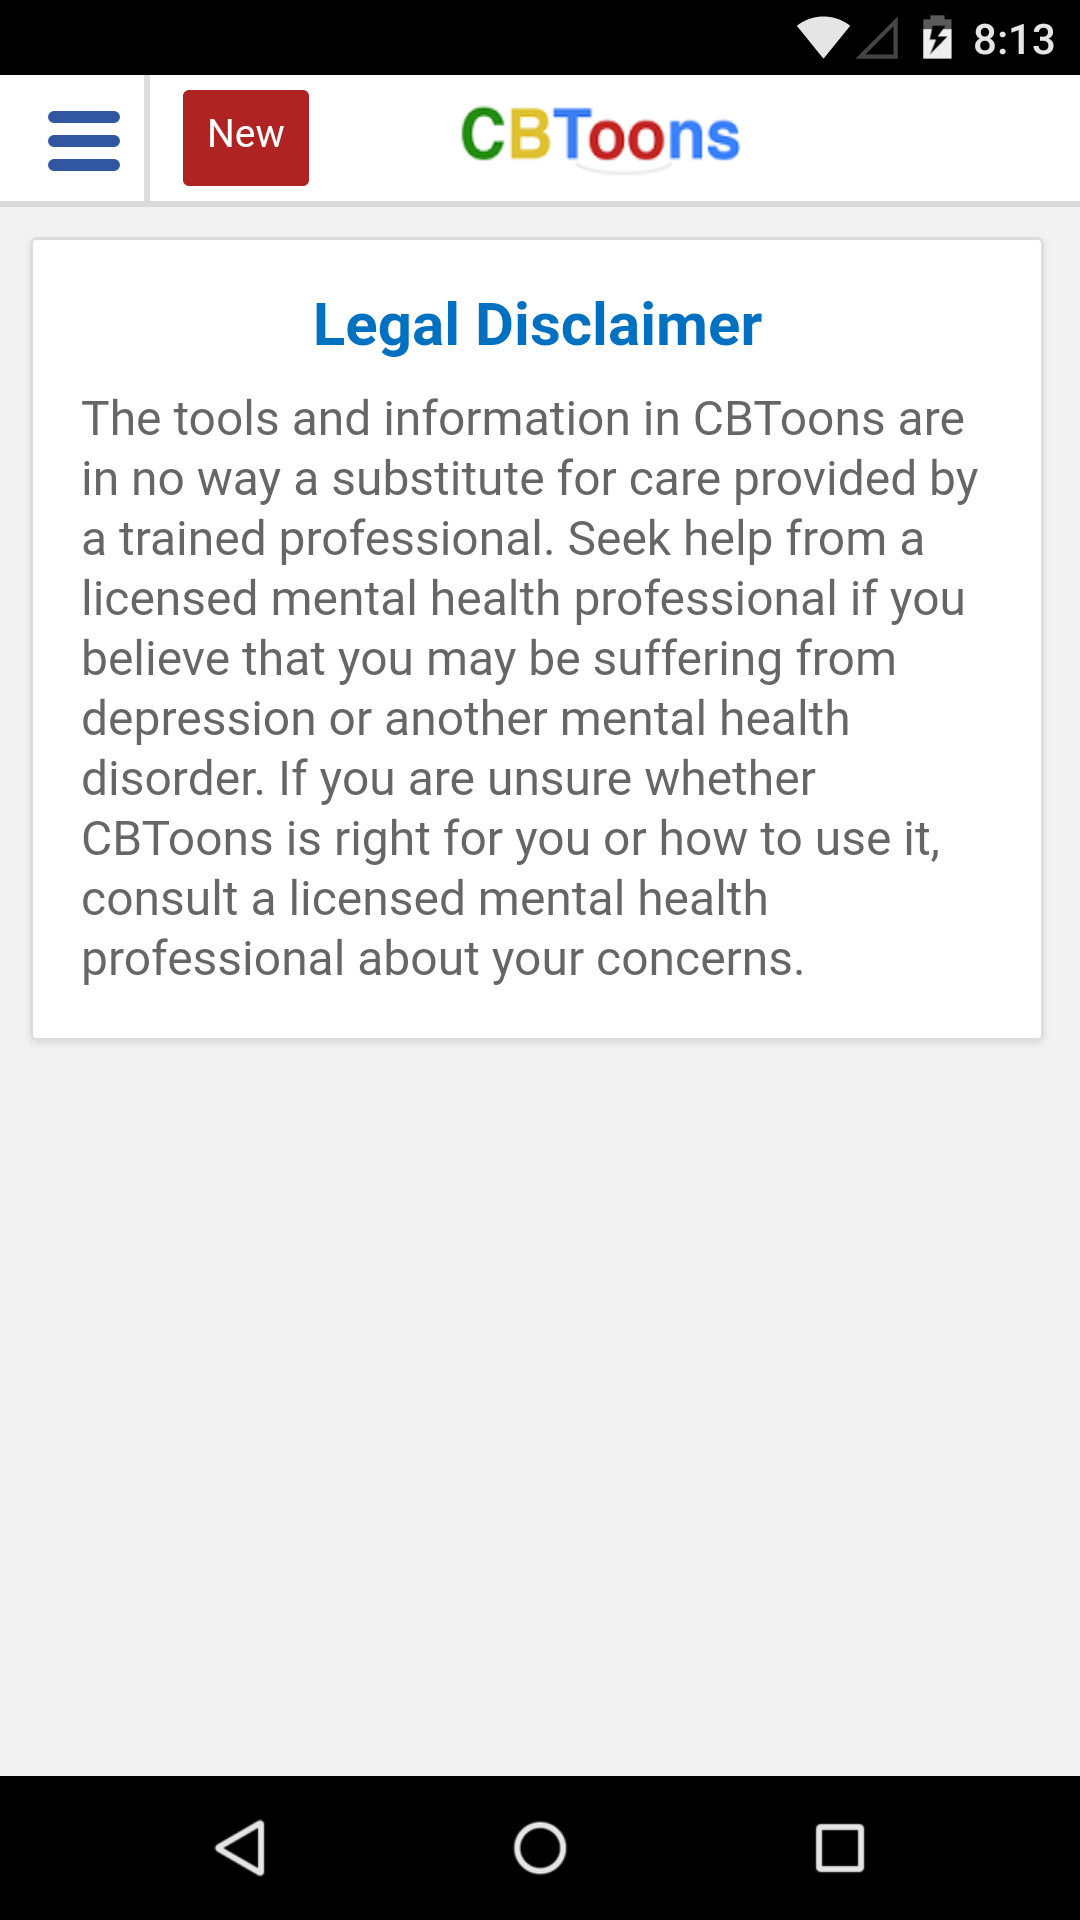 8:13
New
CBToons
Legal Disclaimer
The tools and information in CBToons are
in no way a substitute for care provided by
a trained professional. Seek help from a
licensed mental health professional if you
believe that you may be suffering from
depression or another mental health
disorder. If you are unsure whether
CBToons is right for you or how to use it,
consult a licensed mental health
professional about your concerns.